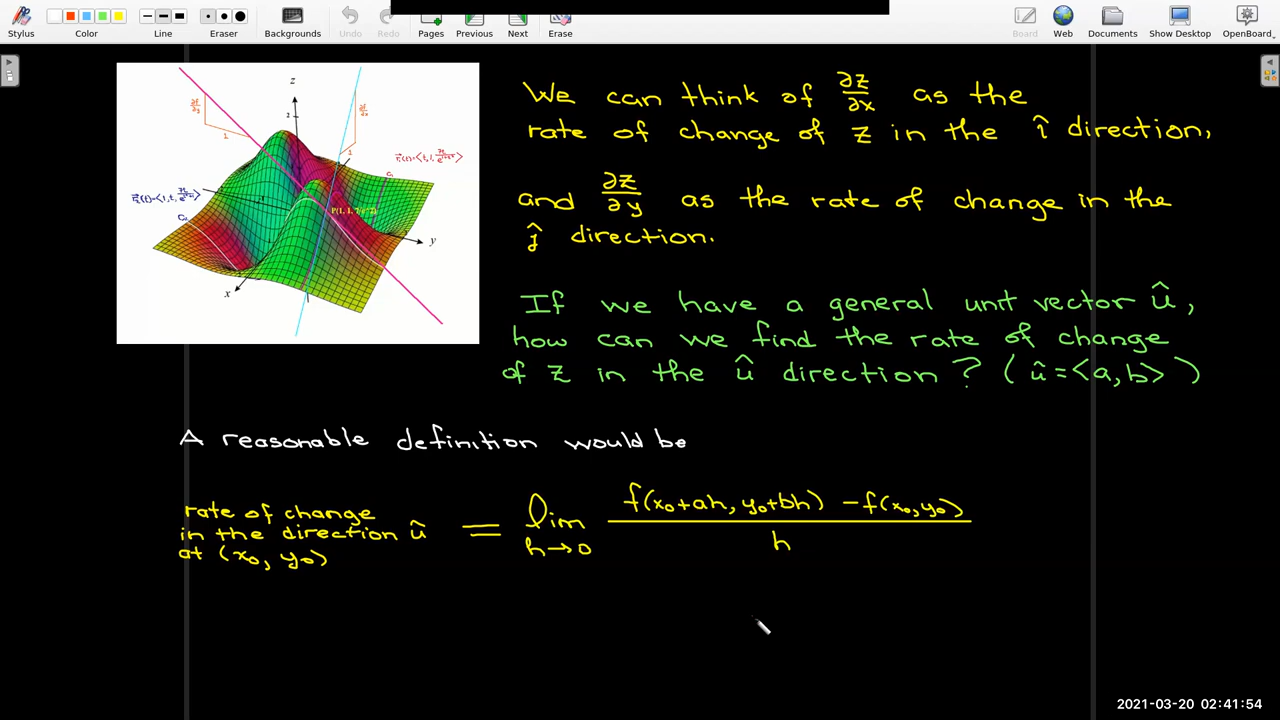 Stylus
Color
Line
Eraser
Backgrounds
Undo
Redo
Pages
Previous
Next
Erase
Board
Web
Documents
Show Desktop
OpenBoard
z
2
∂z/∂y
1
∂z/∂x
1
C₁
y
x
We can think of ∂z/∂x as the
rate of change of z in the î direction,
and ∂z/∂y as the rate of change in the
ĵ direction.
If we have a general unit vector û,
how can we find the rate of change
of z in the û direction? (û=<a,b>)
A reasonable definition would be
rate of change
in the direction û
at (x₀, y₀)
= lim h→0 (f(x₀+ah, y₀+bh) - f(x₀,y₀)) / h
2021-03-20 02:41:54